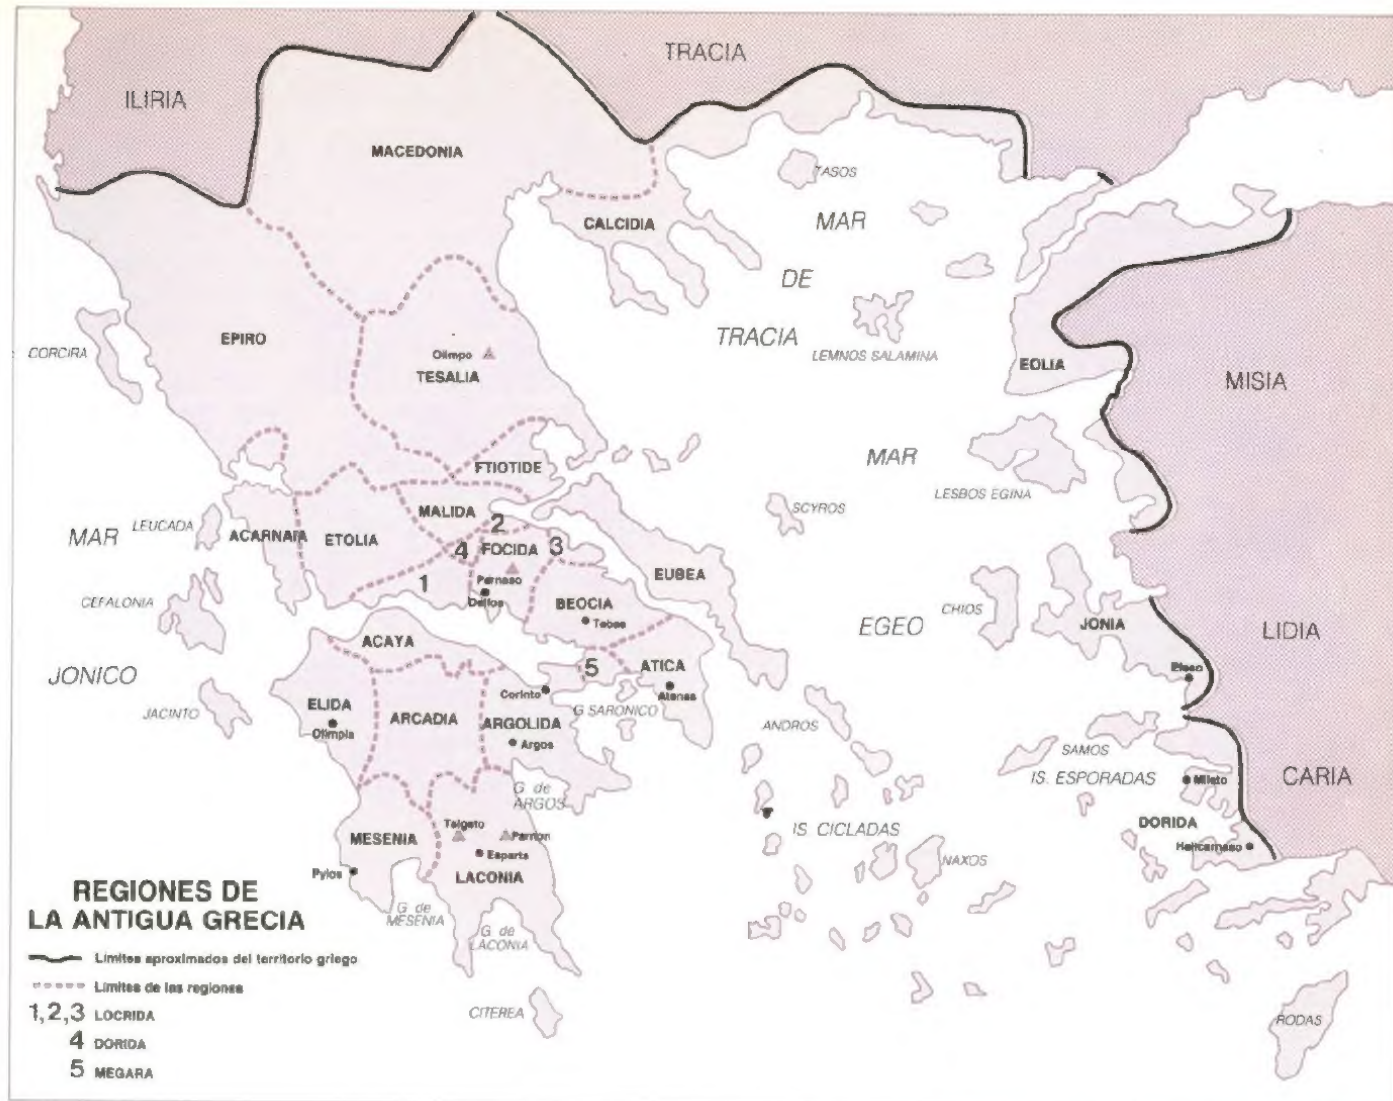 TRACIA
ILIRIA
MACEDONIA
TASOS
MAR
CALCIDIA
DE
TRACIA
EPIRO
CORCIRA
Olimpo
TESALIA
LEMNOS SALAMINA
EOLIA
MISIA
MAR
FTIOTIDE
LESBOS EGINA
MALIDA
SCYROS
LEUCADA
MAR
ACARNAIA
ETOLIA
2
4
FOCIDA
3
EUBEA
1
Parnaso
Delfos
BEOCIA
Tebas
CEFALONIA
CHIOS
EGEO
JONIA
LIDIA
ACAYA
5
ATICA
JONICO
Corinto
Atenas
Efeso
JACINTO
ELIDA
Olimpia
ARCADIA
ARGOLIDA
G SARONICO
ANDROS
Argos
SAMOS
IS. ESPORADAS
Mileto
CARIA
G. de
ARGOS
IS. CICLADAS
DORIDA
Halicarnaso
MESENIA
Taigeto
Parnon
Esparta
LACONIA
NAXOS
Pylos
G. de
MESENIA
G. de
LACONIA
REGIONES DE
LA ANTIGUA GRECIA
Límites aproximados del territorio griego
Límites de las regiones
1,2,3 LOCRIDA
4 DORIDA
5 MEGARA
CITEREA
RODAS